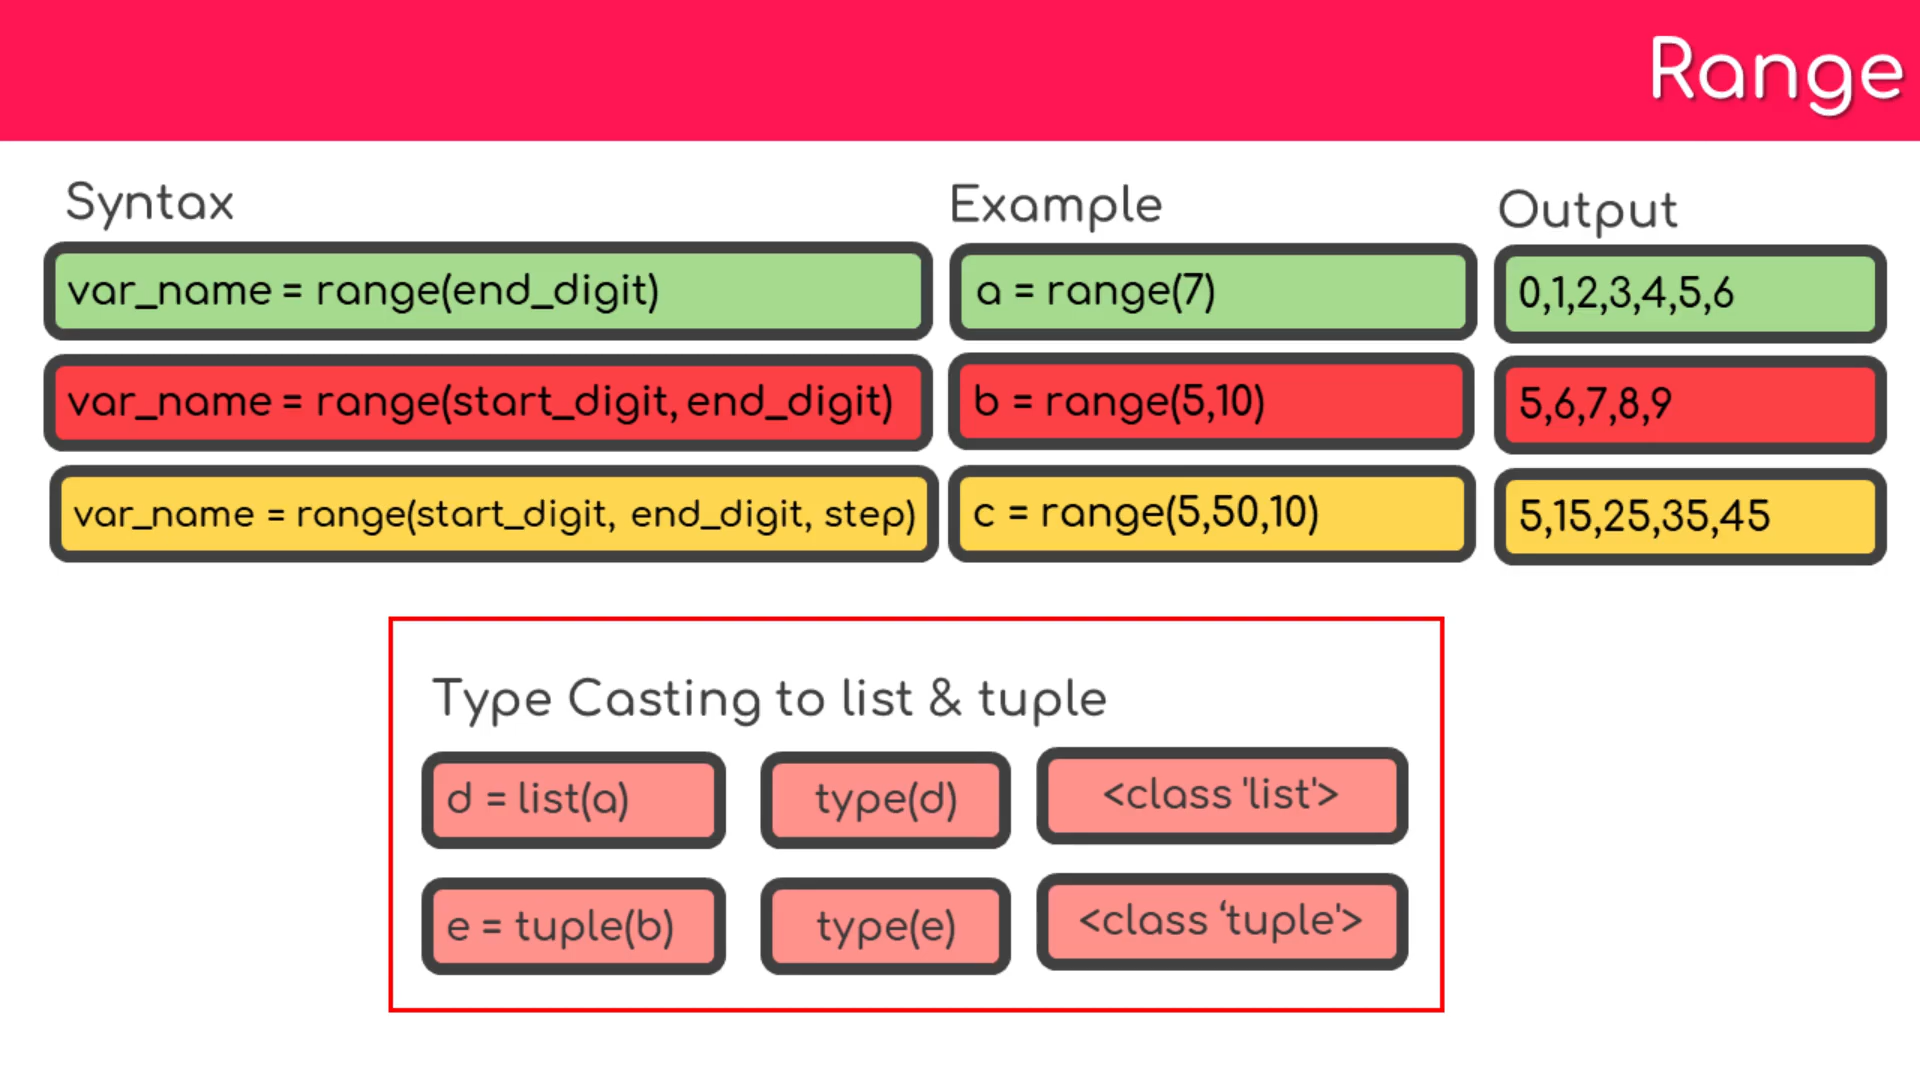 Range
Syntax Example Output
var_name = range(end_digit) a = range(7) 0,1,2,3,4,5,6
var_name = range(start_digit, end_digit) b = range(5,10) 5,6,7,8,9
var_name = range(start_digit, end_digit, step) c = range(5,50,10) 5,15,25,35,45
Type Casting to list & tuple
d = list(a) type(d) <class 'list'>
e = tuple(b) type(e) <class ‘tuple'>